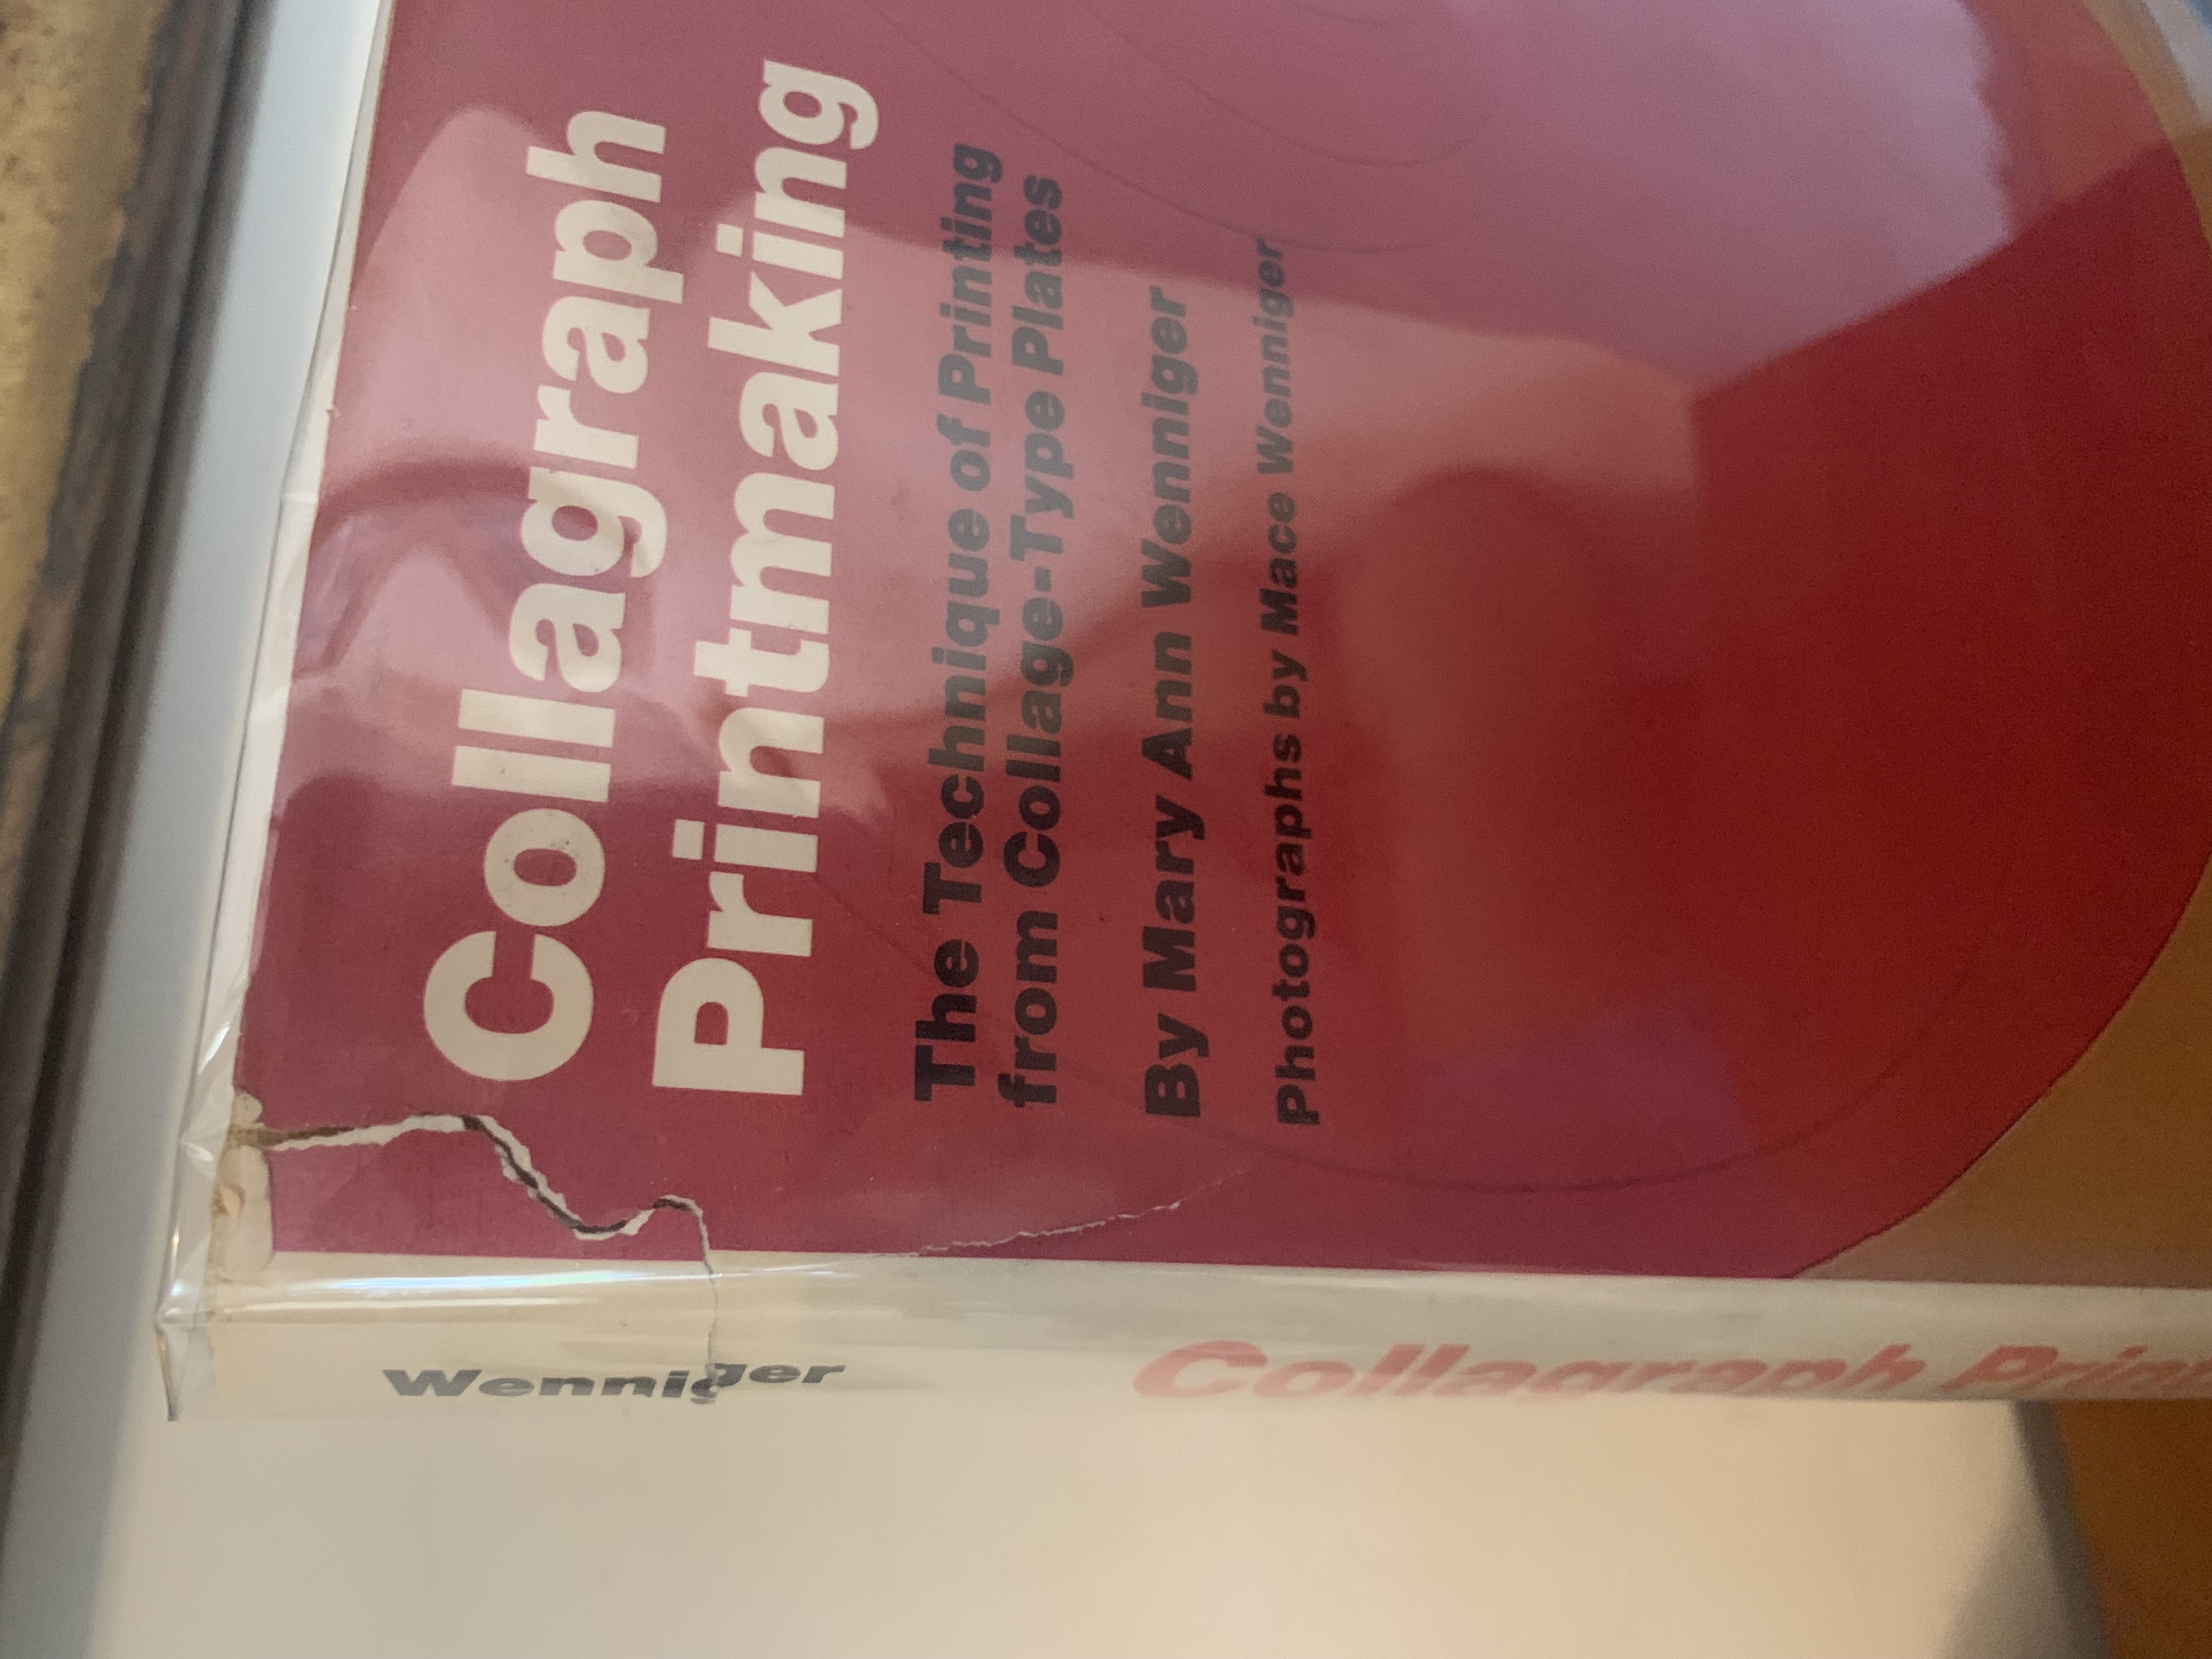 Collagraph
Printmaking
The Technique of Printing
from Collage-Type Plates
By Mary Ann Wenniger
Photographs by Mace Wenniger
Wenniger
Collagraph